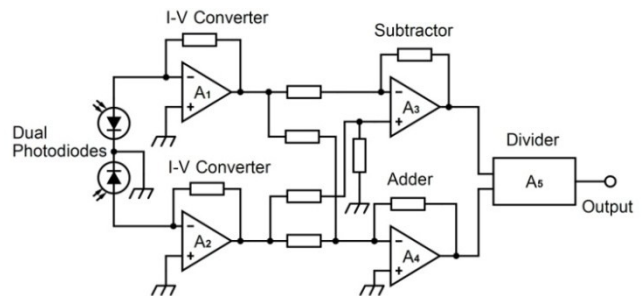 I-V Converter
Subtractor
A1
A3
Dual
Photodiodes
I-V Converter
Divider
Adder
A5
A2
Output
A4